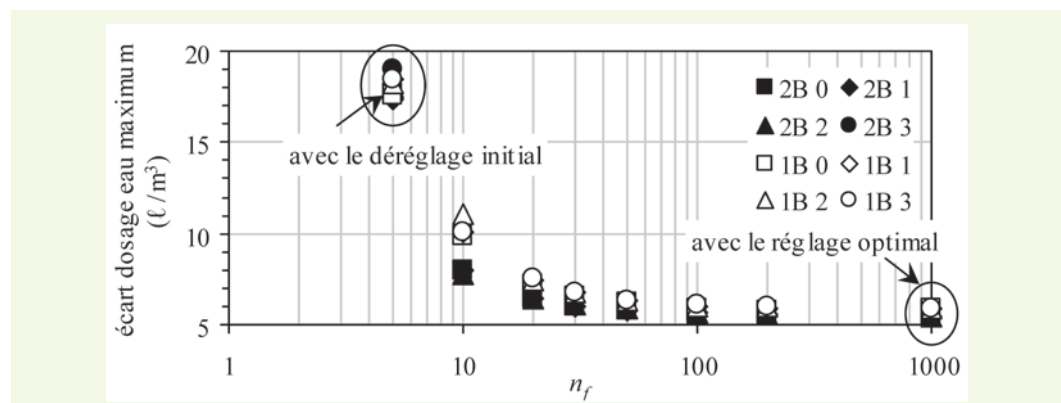 écart dosage eau maximum
(ℓ/m³)
20
15
10
5
1
10
100
1000
n_f
avec le déréglage initial
avec le réglage optimal
2B 0
2B 1
2B 2
2B 3
1B 0
1B 1
1B 2
1B 3